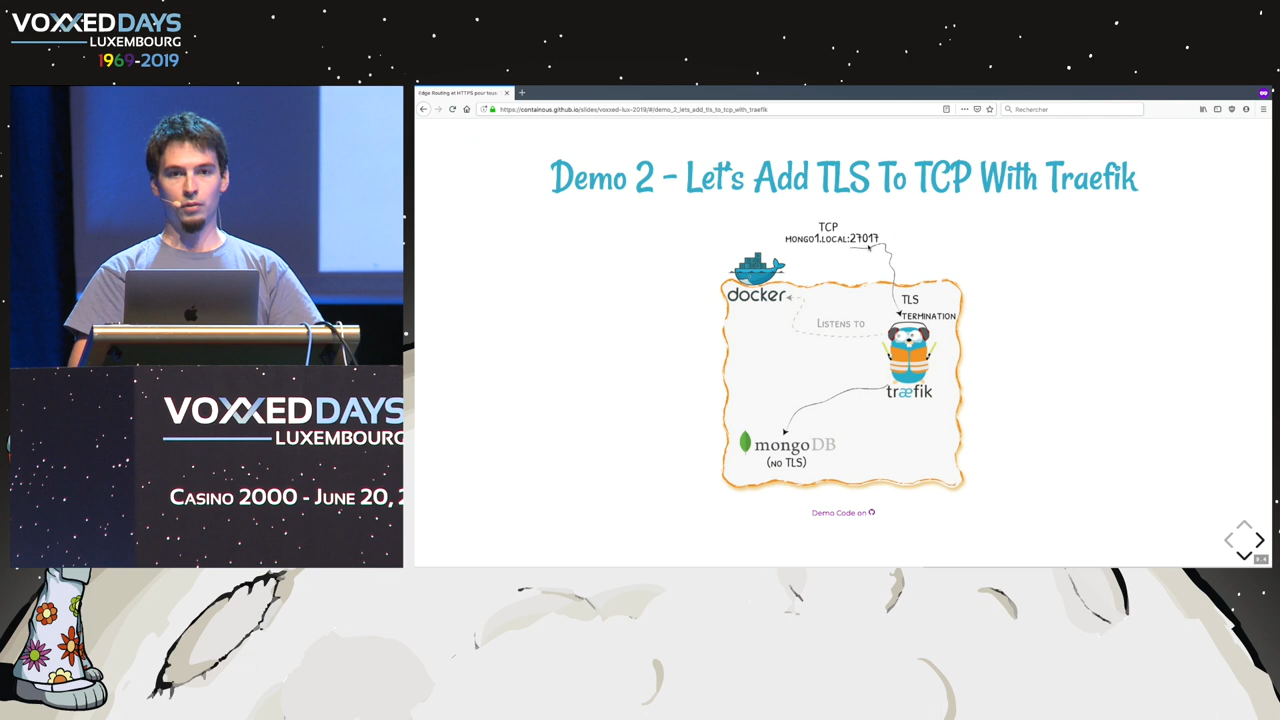 VOXXED DAYS
LUXEMBOURG
1969-2019
Edge Routing et HTTPS pour tous
https://containous.github.io/slides/voxxed-lux-2019/#/demo_2_lets_add_tls_to_tcp_with_traefik
Rechercher
Demo 2 - Let's Add TLS To TCP With Traefik
TCP
MONGO1.LOCAL:27017
docker
LISTENS TO
TLS
TERMINATION
træfik
mongoDB
(NO TLS)
Demo Code on
VOXXED DAYS
LUXEMBOURG
CASINO 2000 - JUNE 20, 2